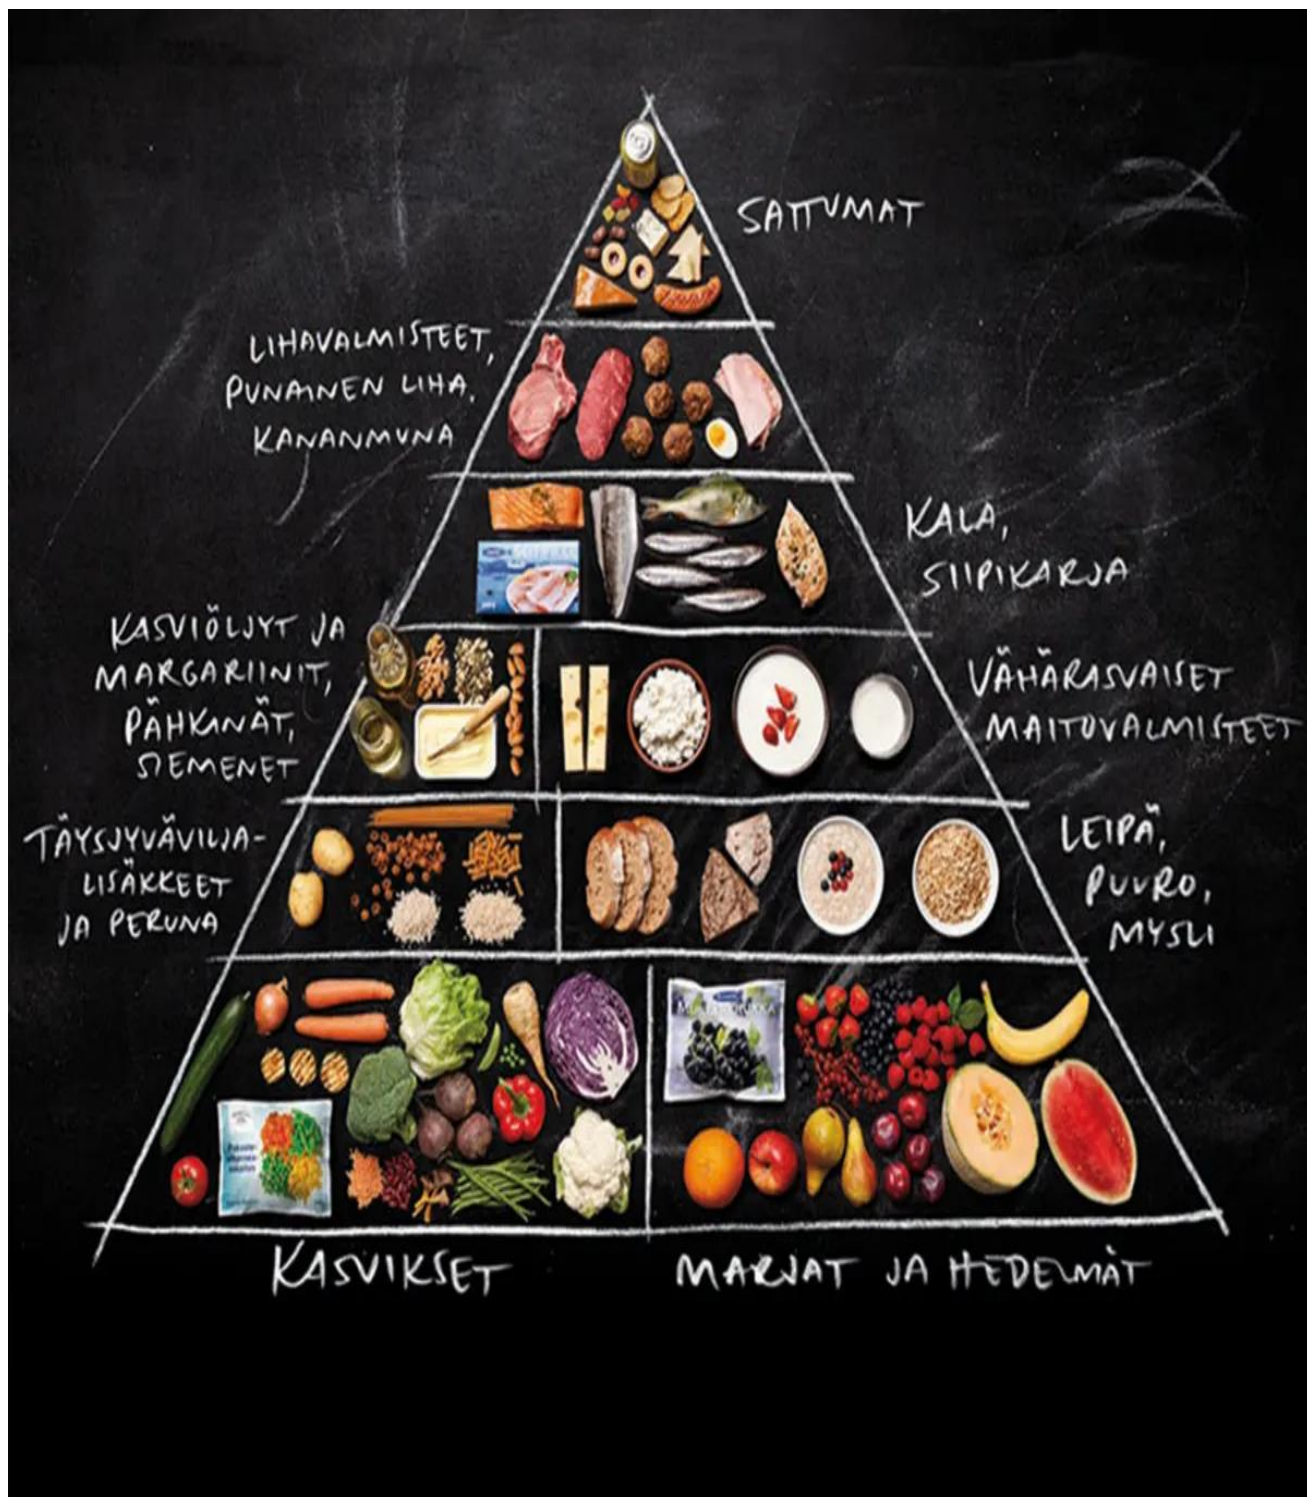 SATTUMAT
LIHAVALMISTEET,
PUNAINEN LIHA,
KANANMUNA
KALA,
SIIPIKARJA
KASVIÖLJYT JA
MARGARIINIT,
PÄHKINÄT,
SIEMENET
VÄHÄRASVAISET
MAITOVALMISTEET
TÄYSJYVÄVILJA-
LISÄKKEET
JA PERUNA
LEIPÄ,
PUURO,
MYSLI
KASVIKSET
MARJAT JA HEDELMÄT